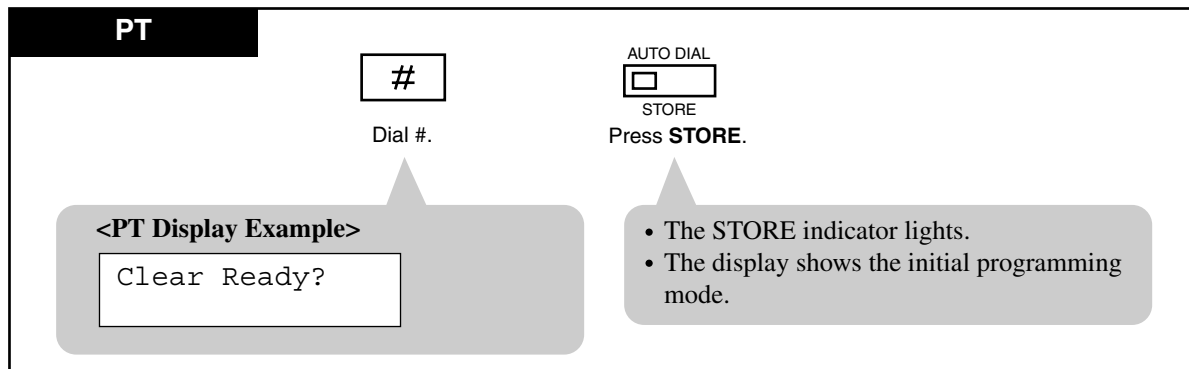 PT
#
Dial #.
AUTO DIAL
STORE
Press STORE.
<PT Display Example>
Clear Ready?
• The STORE indicator lights.
• The display shows the initial programming
mode.